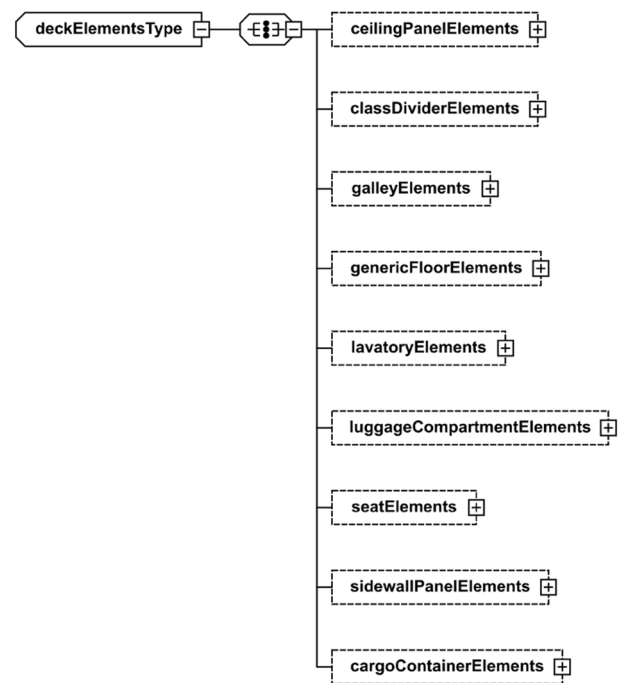 deckElementsType
ceilingPanelElements
classDividerElements
galleyElements
genericFloorElements
lavatoryElements
luggageCompartmentElements
seatElements
sidewallPanelElements
cargoContainerElements